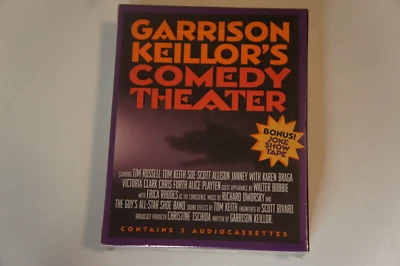 GARRISON
KEILLOR'S
COMEDY
THEATER
BONUS!
JOKE
SHOW
TAPE
STARRING TIM RUSSELL TOM KEITH SUE SCOTT ALLISON JANNEY WITH KAREN BRAGA
VICTORIA CLARK CHRIS FURTH ALICE PLAYTEN GUEST APPEARANCE BY WALTER BOBBIE
WITH ERICA RHODES AS THE CONSCIENCE. MUSIC BY RICHARD DWORSKY AND
THE GUY'S ALL-STAR SHOE BAND. SOUND EFFECTS BY TOM KEITH ENGINEERED BY SCOTT RIVARD.
BROADCAST PRODUCER CHRISTINE TSCHIDA. WRITTEN BY GARRISON KEILLOR.
CONTAINS 3 AUDIOCASSETTES